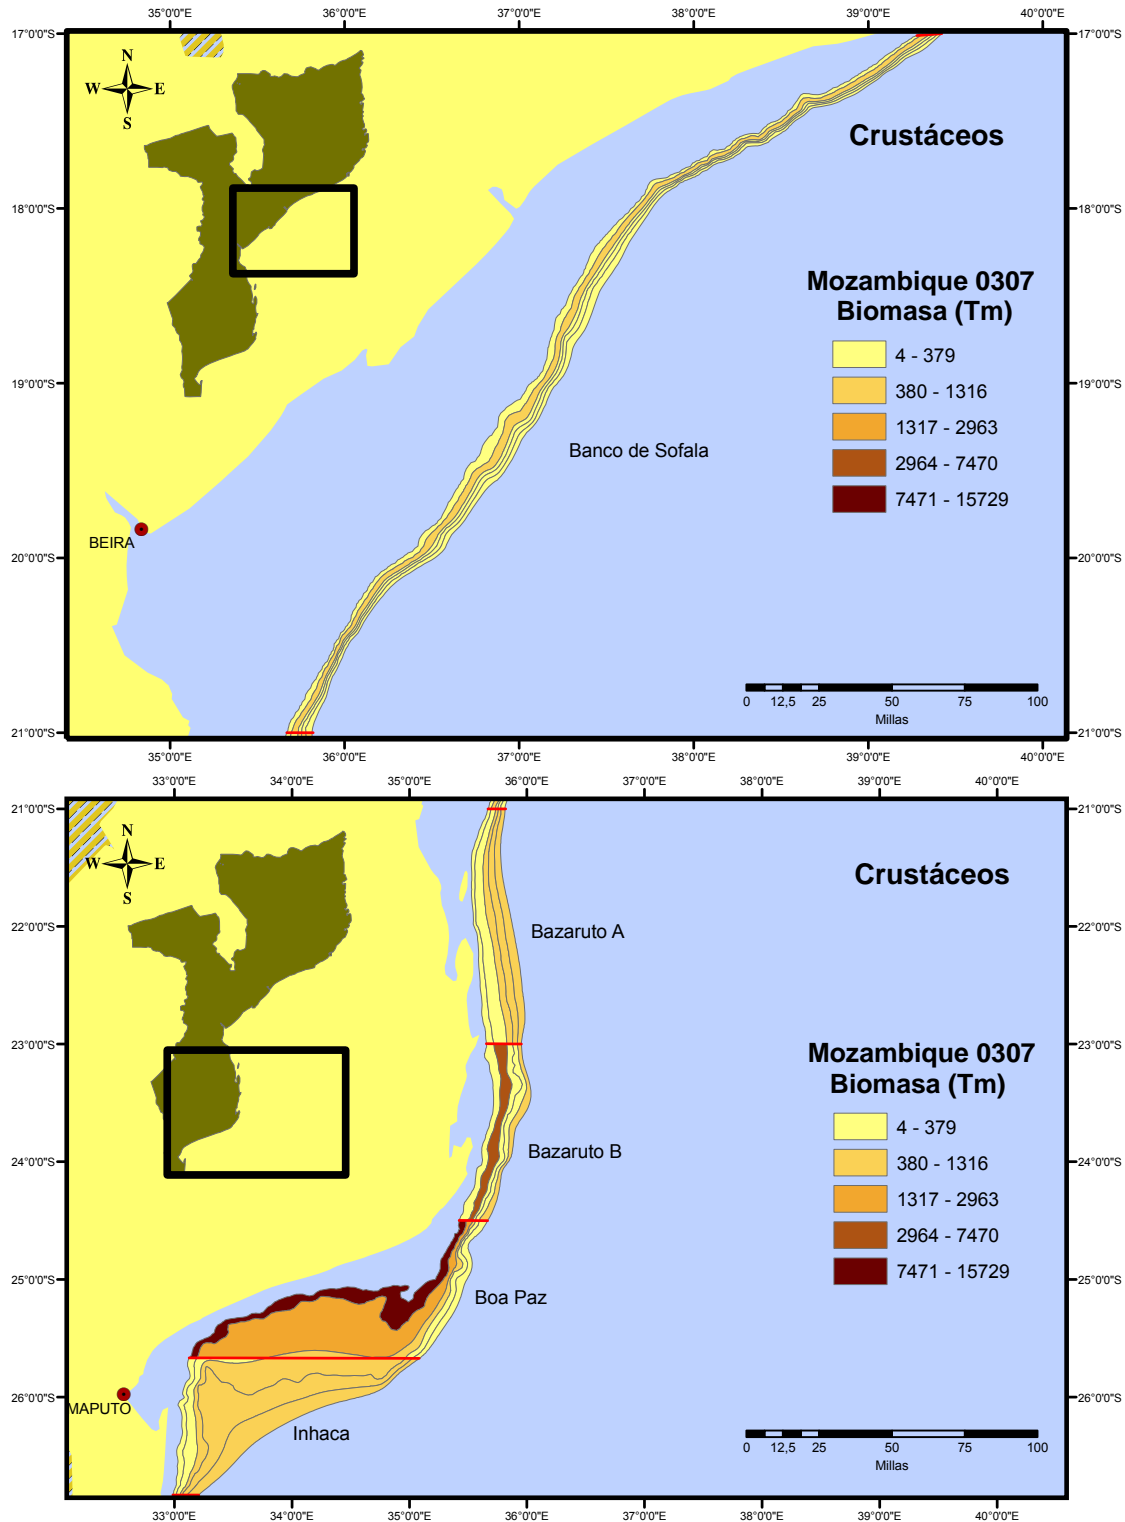 35°0'0"E 36°0'0"E 37°0'0"E 38°0'0"E 39°0'0"E 40°0'0"E
17°0'0"S 17°0'0"S
N
W E
S
Crustáceos
18°0'0"S 18°0'0"S
Mozambique 0307
Biomasa (Tm)
4 - 379
19°0'0"S 19°0'0"S
380 - 1316
1317 - 2963
Banco de Sofala
2964 - 7470
7471 - 15729
BEIRA
20°0'0"S 20°0'0"S
0 12,5 25 50 75 100
Millas
21°0'0"S 21°0'0"S
35°0'0"E 36°0'0"E 37°0'0"E 38°0'0"E 39°0'0"E 40°0'0"E
33°0'0"E 34°0'0"E 35°0'0"E 36°0'0"E 37°0'0"E 38°0'0"E 39°0'0"E 40°0'0"E
21°0'0"S 21°0'0"S
N
W E
S
Crustáceos
22°0'0"S 22°0'0"S
Bazaruto A
23°0'0"S 23°0'0"S
Mozambique 0307
Biomasa (Tm)
4 - 379
Bazaruto B
24°0'0"S 24°0'0"S
380 - 1316
1317 - 2963
2964 - 7470
7471 - 15729
25°0'0"S 25°0'0"S
Boa Paz
26°0'0"S 26°0'0"S
MAPUTO
Inhaca
0 12,5 25 50 75 100
Millas
33°0'0"E 34°0'0"E 35°0'0"E 36°0'0"E 37°0'0"E 38°0'0"E 39°0'0"E 40°0'0"E